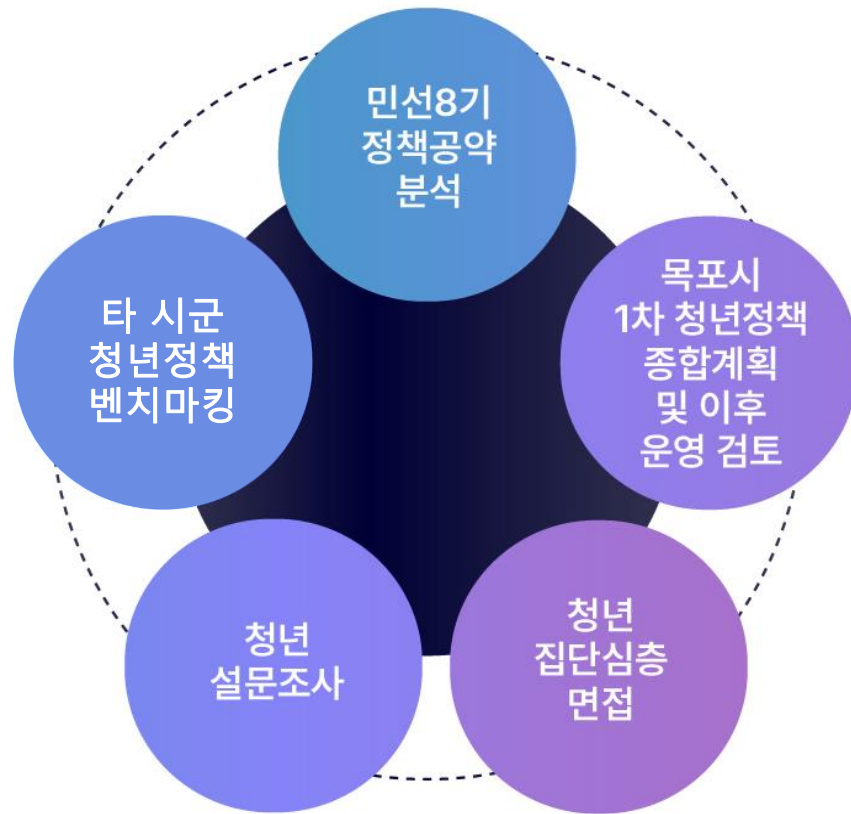 민선8기
정책공약
분석
타 시군
청년정책
벤치마킹
목포시
1차 청년정책
종합계획
및 이후
운영 검토
청년
설문조사
청년
집단심층
면접